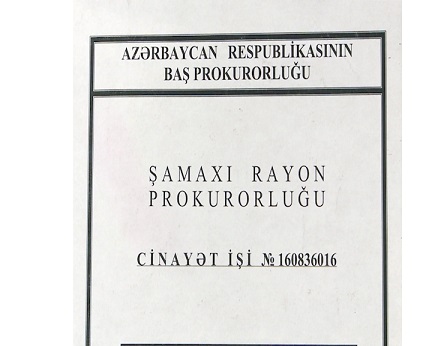 AZƏRBAYCAN RESPUBLİKASININ
BAŞ PROKURORLUĞU
ŞAMAXI RAYON
PROKURORLUĞU
CİNAYƏT İŞİ № 160836016